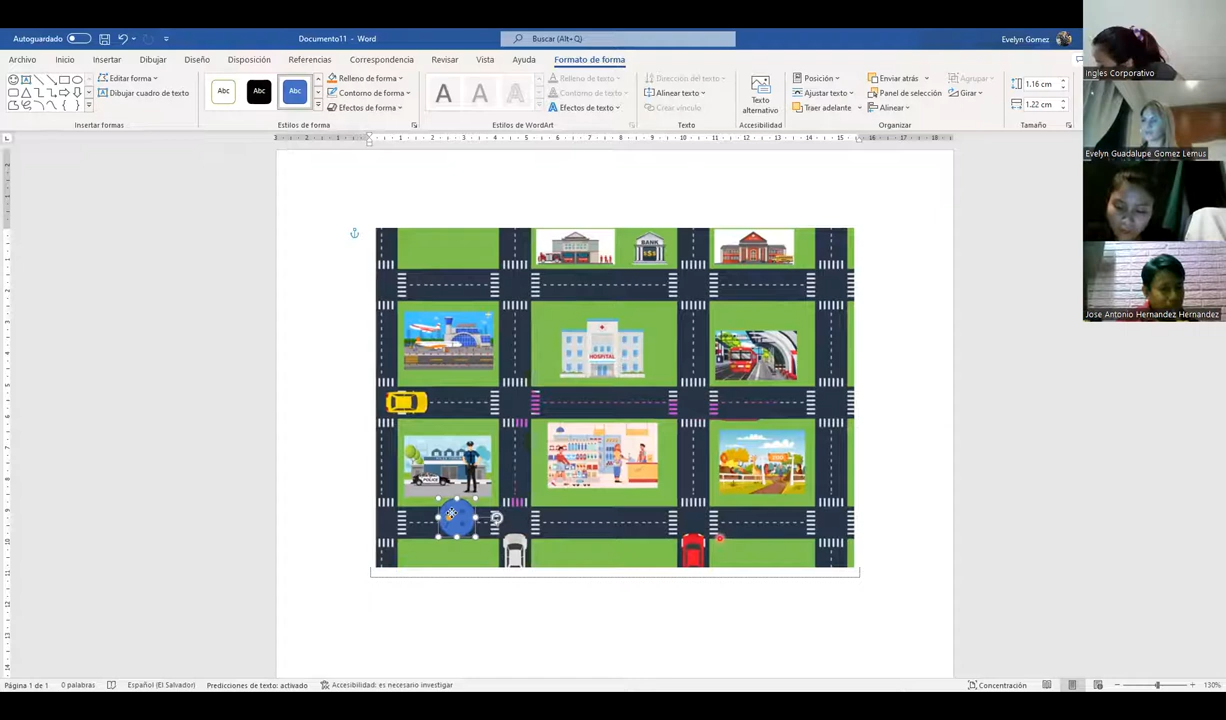 Autoguardado
Documento11 - Word
Buscar (Alt+Q)
Evelyn Gomez
Archivo Inicio Insertar Dibujar Diseño Disposición Referencias Correspondencia Revisar Vista Ayuda Formato de forma
Editar forma
Dibujar cuadro de texto
Insertar formas
Abc Abc Abc
Relleno de forma
Contorno de forma
Efectos de forma
Estilos de forma
A A A
Relleno de texto
Contorno de texto
Efectos de texto
Estilos de WordArt
Dirección del texto
Alinear texto
Crear vínculo
Texto
Texto
alternativo
Accesibilidad
Posición
Ajustar texto
Traer adelante
Enviar atrás
Panel de selección
Alinear
Agrupar
Girar
Organizar
1.16 cm
1.22 cm
Tamaño
BANK
$$$
HOSPITAL
POLICE
ZOO
Ingles Corporativo
Evelyn Guadalupe Gomez Lemus
Jose Antonio Hernandez Hernandez
Página 1 de 1 0 palabras Español (El Salvador) Predicciones de texto: activado Accesibilidad: es necesario investigar
Concentración
130%